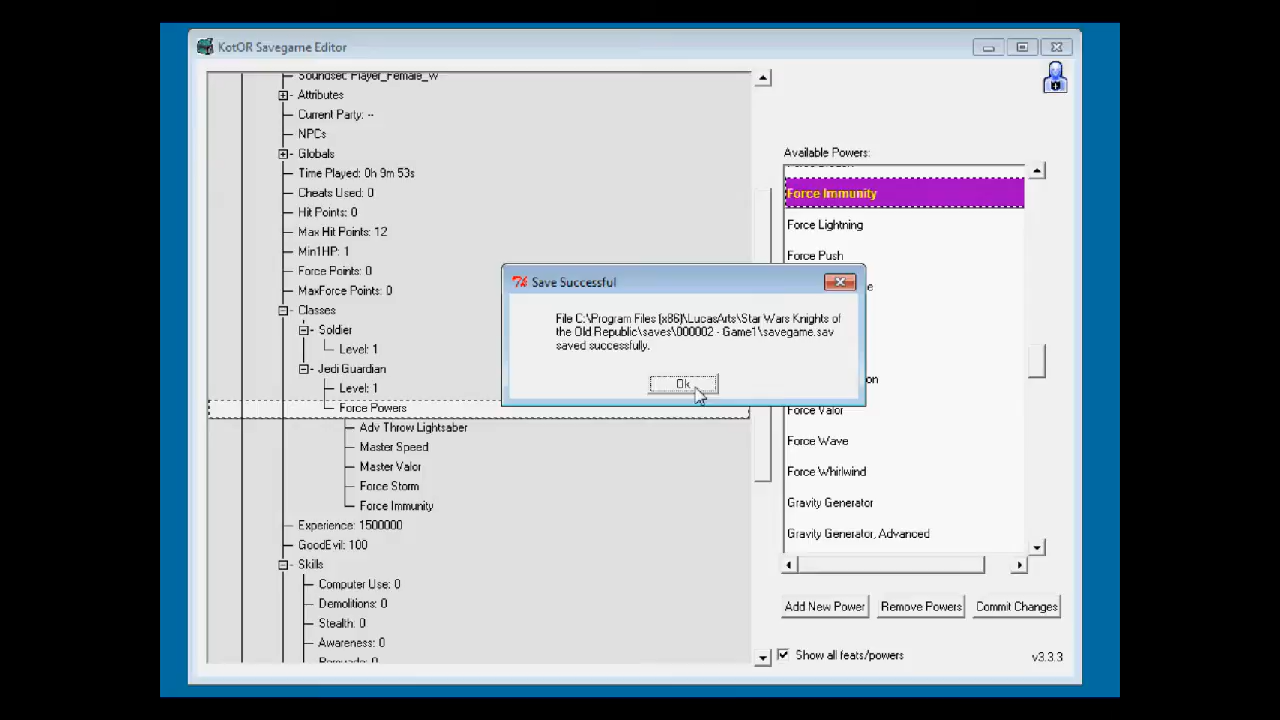 KotOR Savegame Editor
Soundset Player_Female_W
Attributes
Current Party: --
NPCs
Globals
Time Played: 0h 9m 53s
Cheats Used: 0
Hit Points: 0
Max Hit Points: 12
Min1HP: 1
Force Points: 0
MaxForce Points: 0
Classes
Soldier
Level: 1
Jedi Guardian
Level: 1
Force Powers
Adv Throw Lightsaber
Master Speed
Master Valor
Force Storm
Force Immunity
Experience: 1500000
GoodEvil: 100
Skills
Computer Use: 0
Demolitions: 0
Stealth: 0
Awareness: 0
Persuade: 0
Save Successful
File C:\Program Files (x86)\LucasArts\Star Wars Knights of
the Old Republic\saves\000002 - Game1\savegame.sav
saved successfully.
Ok
Available Powers:
Force Immunity
Force Lightning
Force Push
e
on
Force Valor
Force Wave
Force Whirlwind
Gravity Generator
Gravity Generator, Advanced
Add New Power
Remove Powers
Commit Changes
Show all feats/powers
v3.3.3